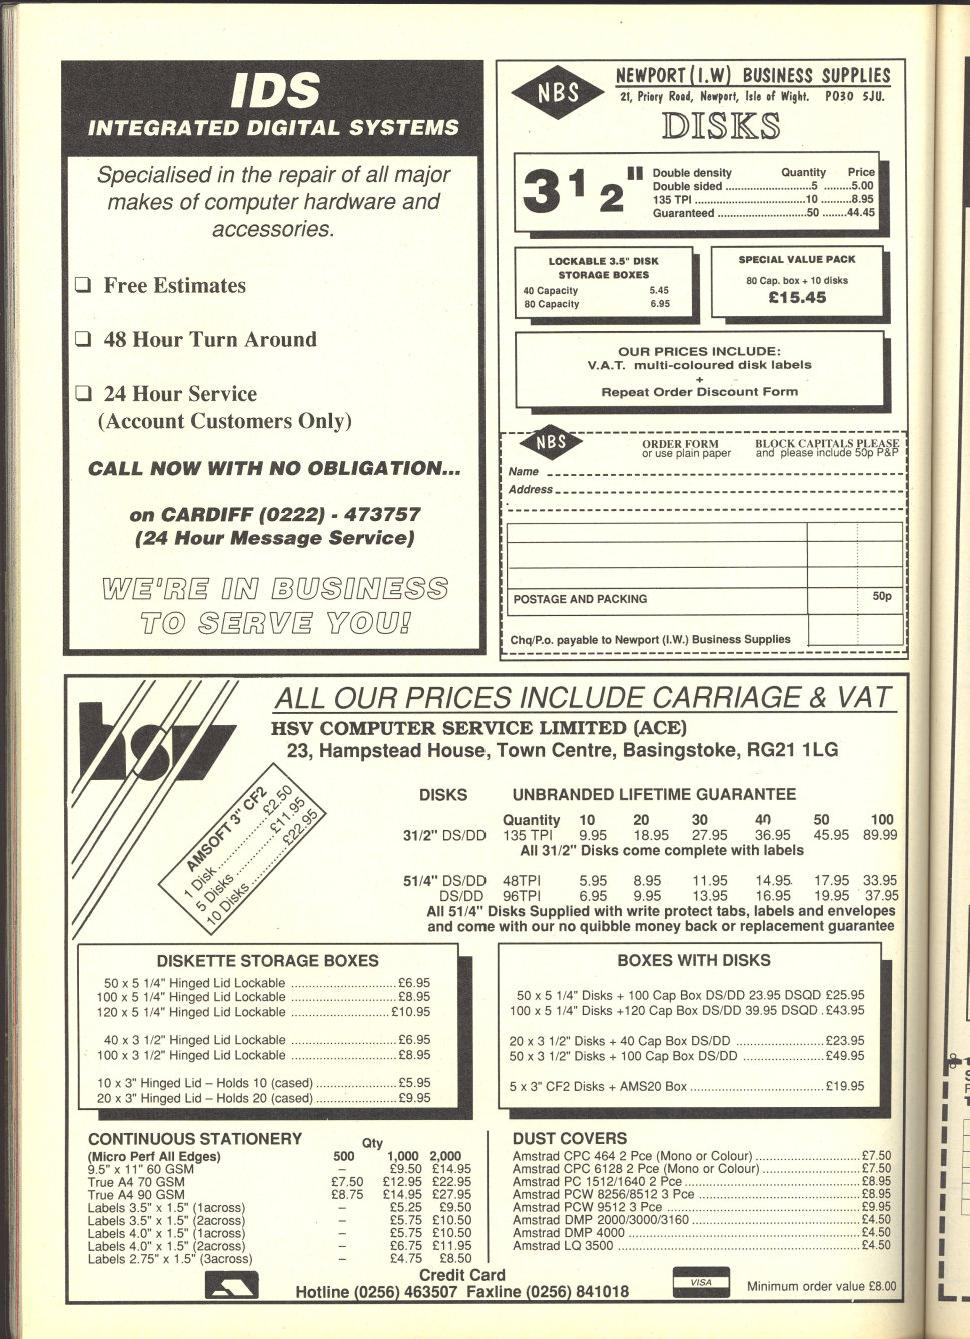 IDS
INTEGRATED DIGITAL SYSTEMS
Specialised in the repair of all major
makes of computer hardware and
accessories.
❏ Free Estimates
❏ 48 Hour Turn Around
❏ 24 Hour Service
(Account Customers Only)
CALL NOW WITH NO OBLIGATION...
on CARDIFF (0222) - 473757
(24 Hour Message Service)
WE'RE IN BUSINESS
TO SERVE YOU!
NBS
NEWPORT (I.W) BUSINESS SUPPLIES
21, Priory Road, Newport, Isle of Wight. PO30 5JU.
DISKS
3 1 2"
Double density Quantity Price
Double sided ..........................5 ........5.00
135 TPI .................................10 .........8.95
Guaranteed ...........................50 .......44.45
LOCKABLE 3.5" DISK
STORAGE BOXES
40 Capacity 5.45
80 Capacity 6.95
SPECIAL VALUE PACK
80 Cap. box + 10 disks
£15.45
OUR PRICES INCLUDE:
V.A.T. multi-coloured disk labels
+
Repeat Order Discount Form
NBS
ORDER FORM BLOCK CAPITALS PLEASE
or use plain paper and please include 50p P&P
Name
Address
POSTAGE AND PACKING 50p
Chq/P.o. payable to Newport (I.W.) Business Supplies
hsv
ALL OUR PRICES INCLUDE CARRIAGE & VAT
HSV COMPUTER SERVICE LIMITED (ACE)
23, Hampstead House, Town Centre, Basingstoke, RG21 1LG
AMSOFT 3" CF2
1 Disk ..............£2.50
5 Disks ...........£11.95
10 Disks ..........£22.95
DISKS UNBRANDED LIFETIME GUARANTEE
Quantity 10 20 30 40 50 100
31/2" DS/DD 135 TPI 9.95 18.95 27.95 36.95 45.95 89.99
All 31/2" Disks come complete with labels
51/4" DS/DD 48TPI 5.95 8.95 11.95 14.95 17.95 33.95
DS/DD 96TPI 6.95 9.95 13.95 16.95 19.95 37.95
All 51/4" Disks Supplied with write protect tabs, labels and envelopes
and come with our no quibble money back or replacement guarantee
DISKETTE STORAGE BOXES
50 x 5 1/4" Hinged Lid Lockable ............................£6.95
100 x 5 1/4" Hinged Lid Lockable ............................£8.95
120 x 5 1/4" Hinged Lid Lockable ..........................£10.95
40 x 3 1/2" Hinged Lid Lockable ............................£6.95
100 x 3 1/2" Hinged Lid Lockable ............................£8.95
10 x 3" Hinged Lid – Holds 10 (cased) .....................£5.95
20 x 3" Hinged Lid – Holds 20 (cased) .....................£9.95
BOXES WITH DISKS
50 x 5 1/4" Disks + 100 Cap Box DS/DD 23.95 DSQD £25.95
100 x 5 1/4" Disks +120 Cap Box DS/DD 39.95 DSQD .£43.95
20 x 3 1/2" Disks + 40 Cap Box DS/DD .......................£23.95
50 x 3 1/2" Disks + 100 Cap Box DS/DD .....................£49.95
5 x 3" CF2 Disks + AMS20 Box ...................................£19.95
CONTINUOUS STATIONERY Qty
(Micro Perf All Edges) 500 1,000 2,000
9.5" x 11" 60 GSM – £9.50 £14.95
True A4 70 GSM £7.50 £12.95 £22.95
True A4 90 GSM £8.75 £14.95 £27.95
Labels 3.5" x 1.5" (1across) – £5.25 £9.50
Labels 3.5" x 1.5" (2across) – £5.75 £10.50
Labels 4.0" x 1.5" (1across) – £5.75 £10.50
Labels 4.0" x 1.5" (2across) – £6.75 £11.95
Labels 2.75" x 1.5" (3across) – £4.75 £8.50
DUST COVERS
Amstrad CPC 464 2 Pce (Mono or Colour) ............................£7.50
Amstrad CPC 6128 2 Pce (Mono or Colour) ..........................£7.50
Amstrad PC 1512/1640 2 Pce ................................................£8.95
Amstrad PCW 8256/8512 3 Pce .............................................£8.95
Amstrad PCW 9512 3 Pce ......................................................£9.95
Amstrad DMP 2000/3000/3160 ..............................................£4.50
Amstrad DMP 4000 .................................................................£4.50
Amstrad LQ 3500 ....................................................................£4.50
Credit Card
Hotline (0256) 463507 Faxline (0256) 841018
VISA
Minimum order value £8.00